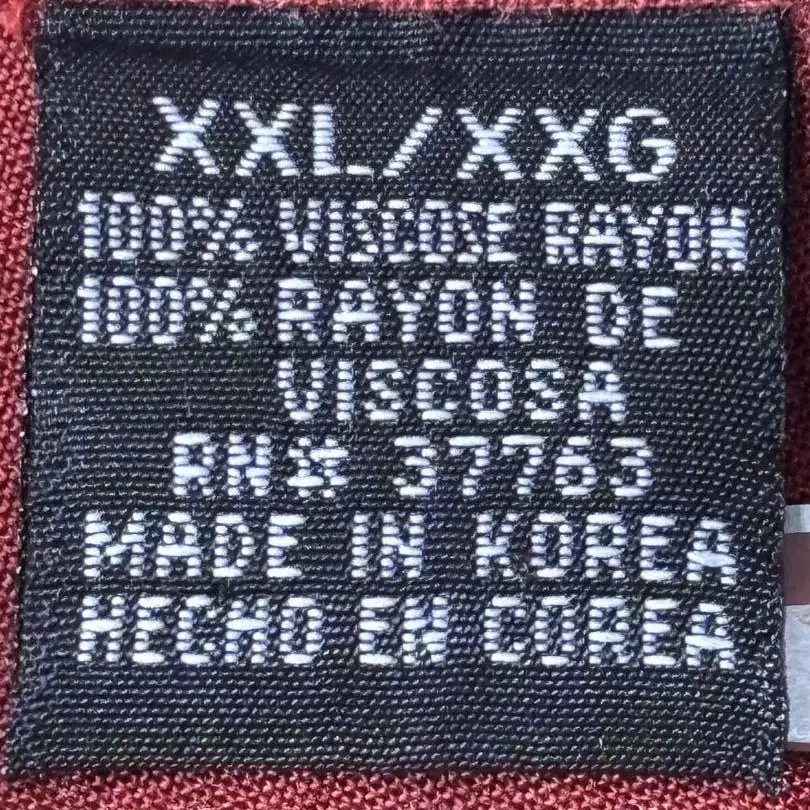 XXL/XXG
100% VISCOSE RAYON
100% RAYON DE
VISCOSA
RN# 37763
MADE IN KOREA
HECHO EN COREA